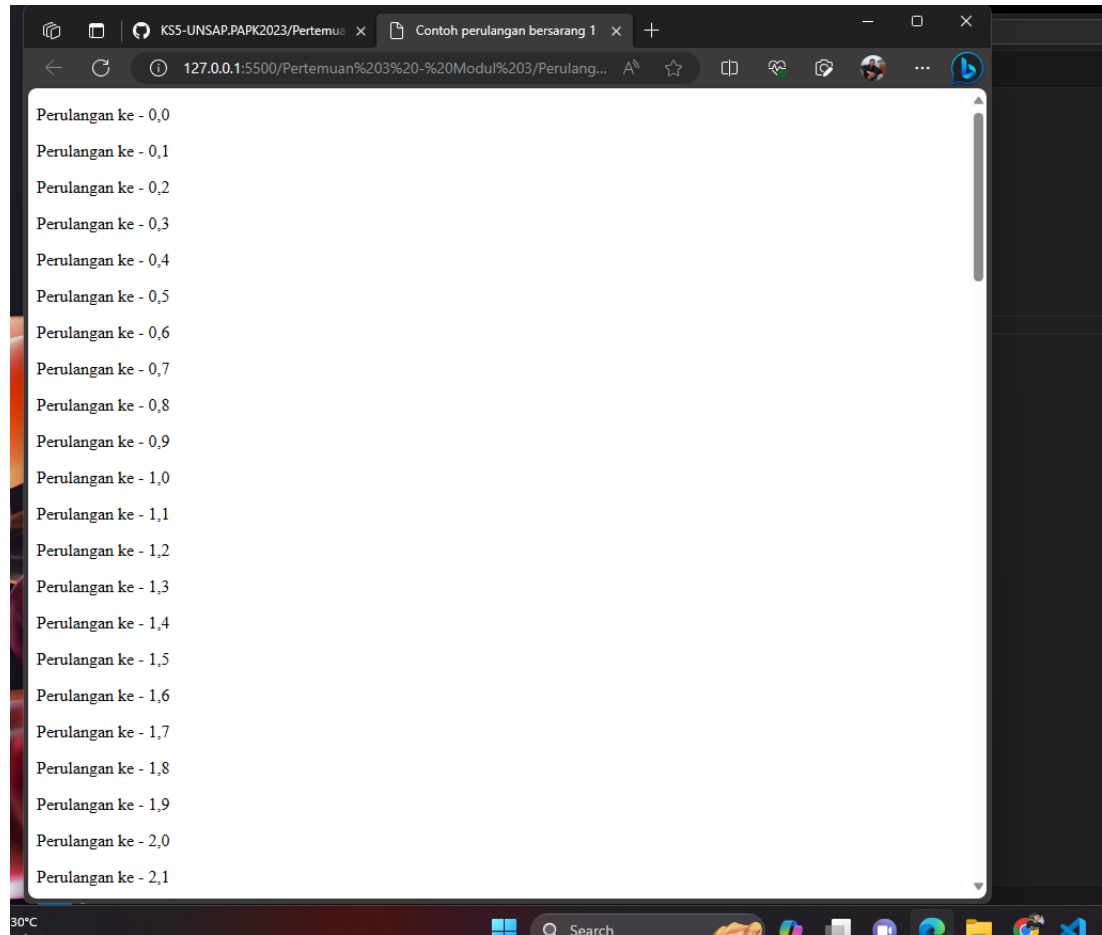 KS5-UNSAP.PAPK2023/Pertemua
Contoh perulangan bersarang 1
127.0.0.1:5500/Pertemuan%203%20-%20Modul%203/Perulang...
Perulangan ke - 0,0
Perulangan ke - 0,1
Perulangan ke - 0,2
Perulangan ke - 0,3
Perulangan ke - 0,4
Perulangan ke - 0,5
Perulangan ke - 0,6
Perulangan ke - 0,7
Perulangan ke - 0,8
Perulangan ke - 0,9
Perulangan ke - 1,0
Perulangan ke - 1,1
Perulangan ke - 1,2
Perulangan ke - 1,3
Perulangan ke - 1,4
Perulangan ke - 1,5
Perulangan ke - 1,6
Perulangan ke - 1,7
Perulangan ke - 1,8
Perulangan ke - 1,9
Perulangan ke - 2,0
Perulangan ke - 2,1
30°C
Search